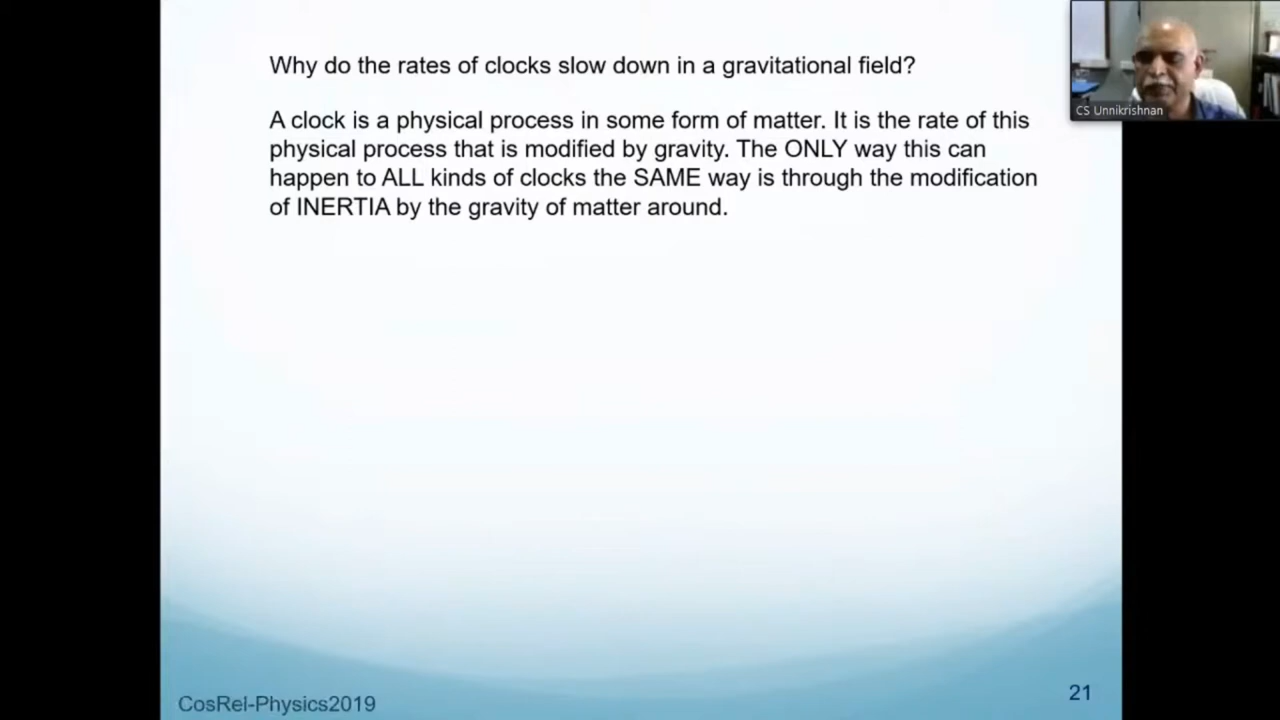 Why do the rates of clocks slow down in a gravitational field?
A clock is a physical process in some form of matter. It is the rate of this
physical process that is modified by gravity. The ONLY way this can
happen to ALL kinds of clocks the SAME way is through the modification
of INERTIA by the gravity of matter around.
CS Unnikrishnan
CosRel-Physics2019
21